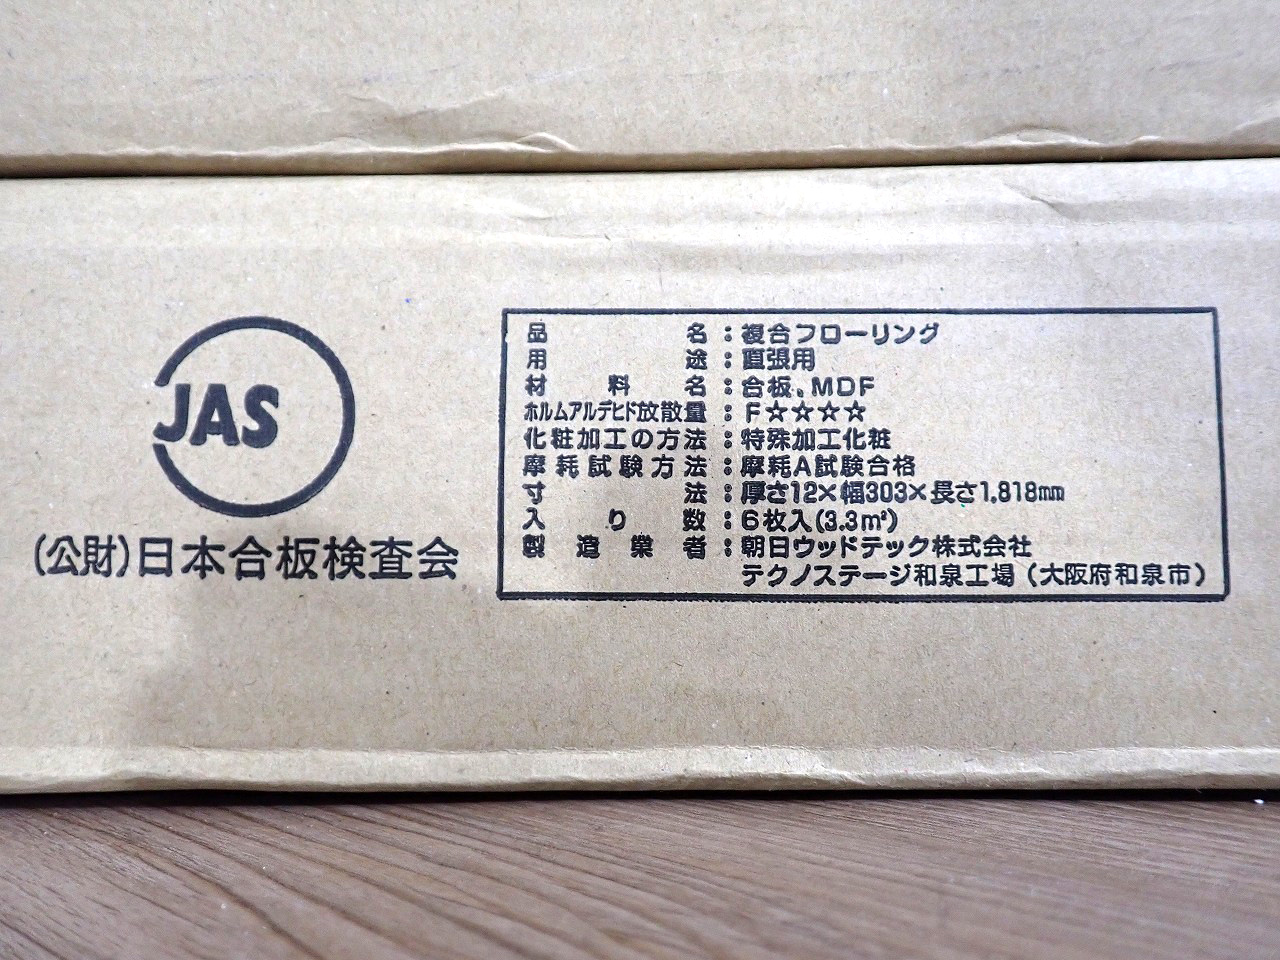 JAS
(公財)日本合板検査会
品名：複合フローリング
用途：直張用
材料名：合板、MDF
ホルムアルデヒド放散量：F☆☆☆☆
化粧加工の方法：特殊加工化粧
摩耗試験方法：摩耗A試験合格
寸法：厚さ12×幅303×長さ1,818mm
入り数：6枚入(3.3㎡)
製造業者：朝日ウッドテック株式会社
テクノステージ和泉工場（大阪府和泉市）